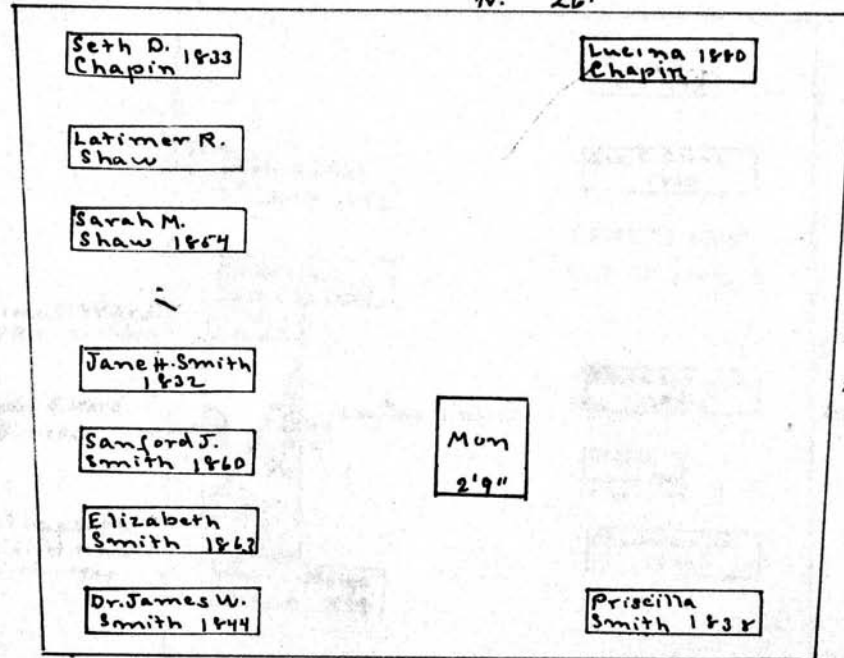 N. 26'
Seth D. 1833
Chapin
Lucina 1880
Chapin
Latimer R.
Shaw
Sarah M.
Shaw 1854
Jane H. Smith
1832
Sanford J.
Smith 1860
Mon
2'9"
Elizabeth
Smith 1863
Dr. James W.
Smith 1844
Priscilla
Smith 1838